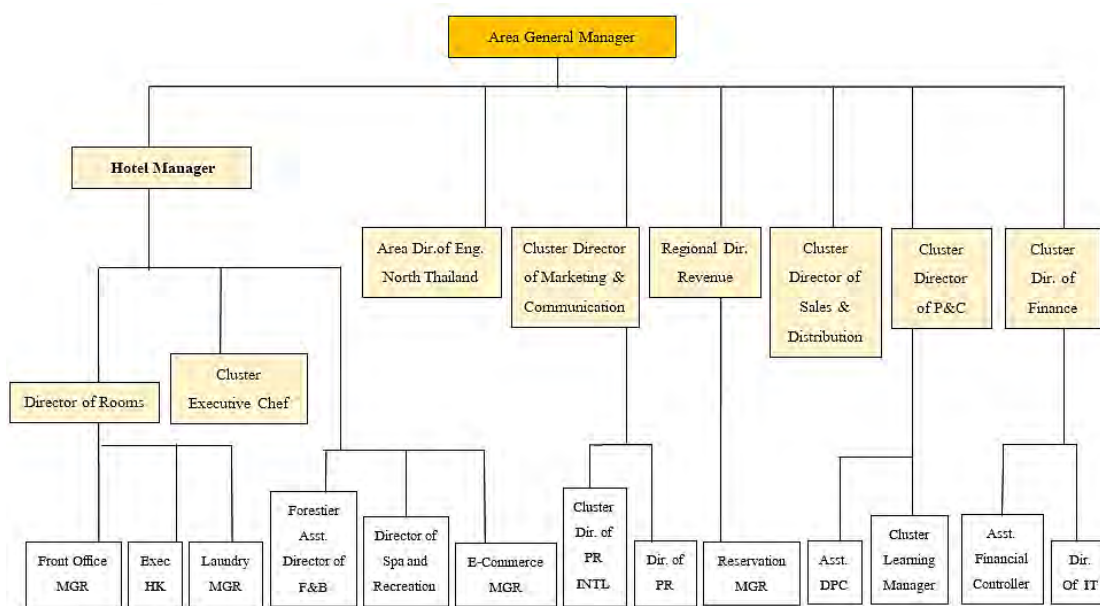 Area General Manager
Hotel Manager
Area Dir.of Eng.
North Thailand
Cluster Director
of Marketing &
Communication
Regional Dir.
Revenue
Cluster
Director of
Sales &
Distribution
Cluster
Director
of P&C
Cluster
Dir. of
Finance
Director of Rooms
Cluster
Executive Chef
Front Office
MGR
Exec
HK
Laundry
MGR
Forestier
Asst.
Director of
F&B
Director of
Spa and
Recreation
E-Commerce
MGR
Cluster
Dir. of
PR
INTL
Dir. of
PR
Reservation
MGR
Asst.
DPC
Cluster
Learning
Manager
Asst.
Financial
Controller
Dir.
Of IT